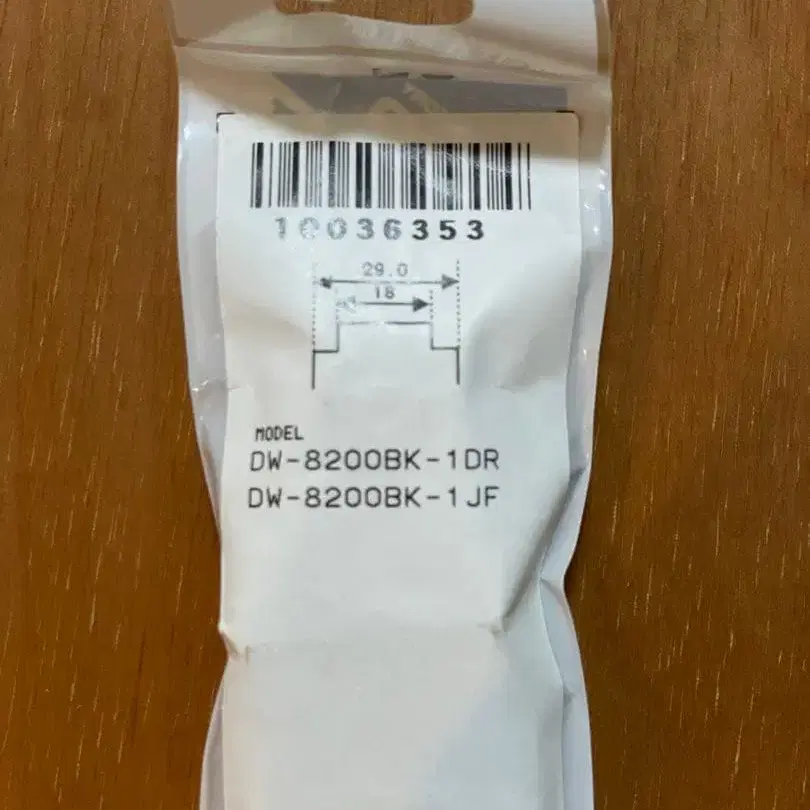 10036353
29.0
18
MODEL
DW-8200BK-1DR
DW-8200BK-1JF